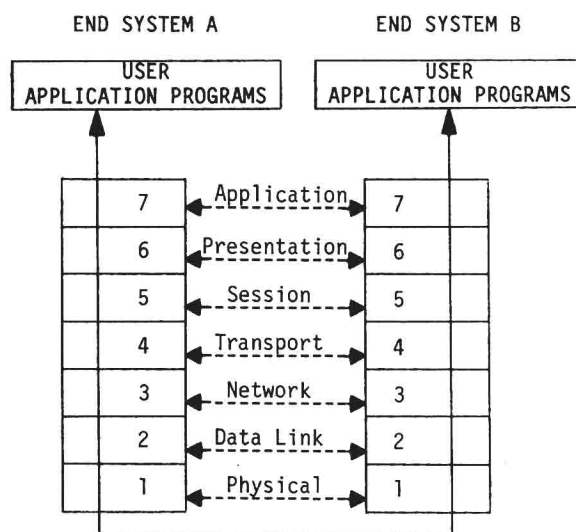 END SYSTEM A END SYSTEM B
USER USER
APPLICATION PROGRAMS APPLICATION PROGRAMS
7 Application 7
6 Presentation 6
5 Session 5
4 Transport 4
3 Network 3
2 Data Link 2
1 Physical 1